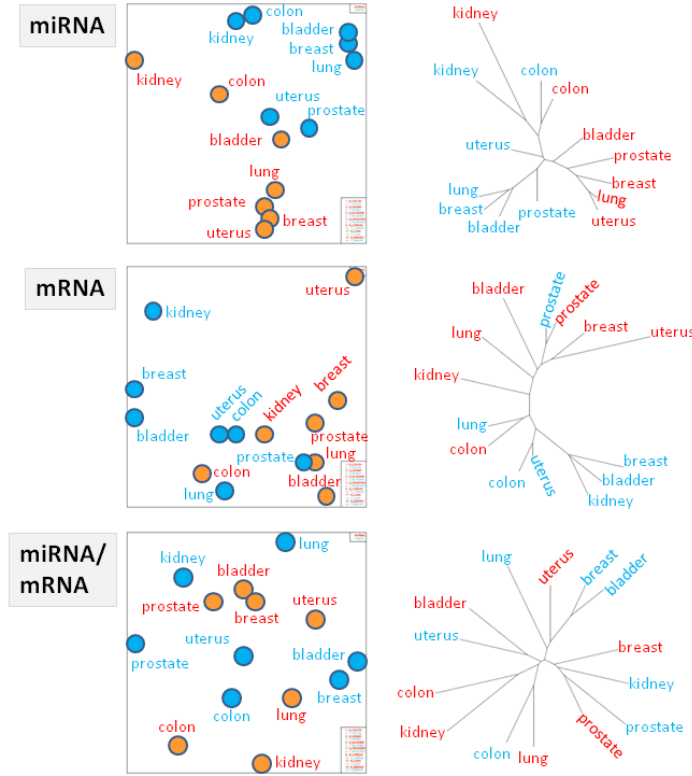 miRNA
colon
kidney
bladder
breast
lung
kidney
colon
uterus
prostate
bladder
lung
prostate
breast
uterus
kidney
kidney
colon
colon
bladder
uterus
prostate
lung
breast
breast
lung
bladder
prostate
uterus
mRNA
uterus
kidney
breast
bladder
uterus
colon
kidney
breast
prostate
prostate
lung
colon
bladder
lung
bladder
prostate
prostate
breast
uterus
lung
kidney
lung
colon
colon
uterus
breast
bladder
kidney
miRNA/
mRNA
lung
kidney
bladder
prostate
breast
uterus
uterus
prostate
bladder
breast
colon
lung
colon
kidney
lung
uterus
breast
bladder
bladder
uterus
breast
kidney
colon
kidney
prostate
prostate
colon
lung